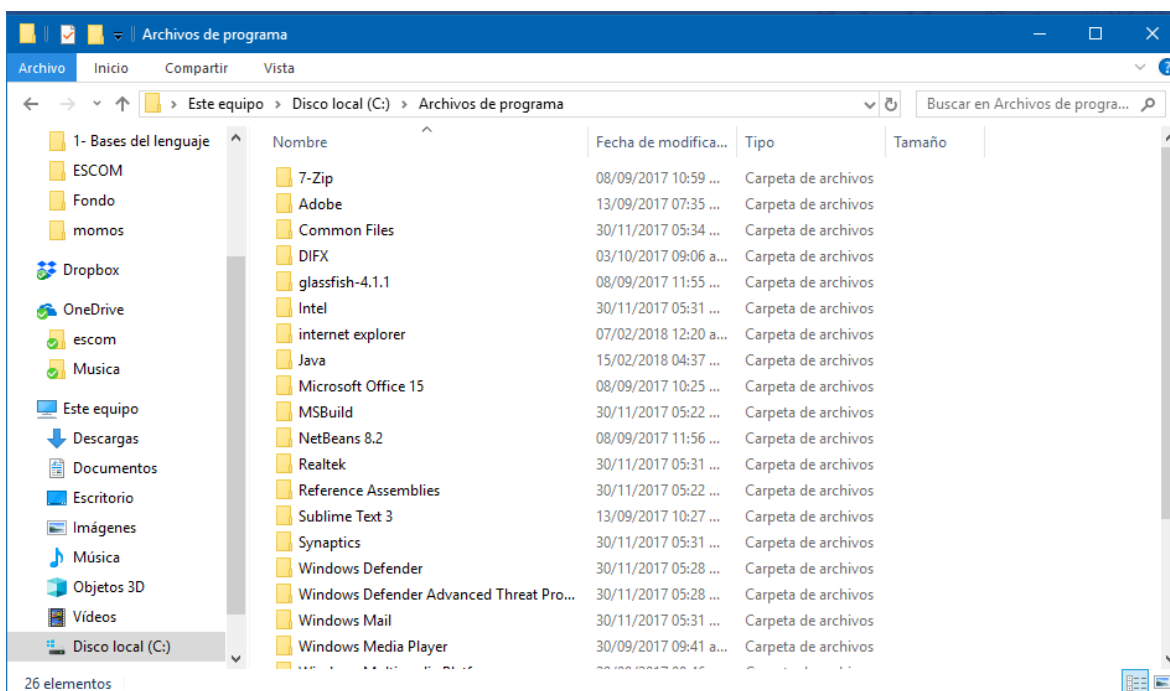 Archivos de programa
Archivo Inicio Compartir Vista
Este equipo > Disco local (C:) > Archivos de programa
Buscar en Archivos de progra...
1- Bases del lenguaje
ESCOM
Fondo
momos
Dropbox
OneDrive
escom
Musica
Este equipo
Descargas
Documentos
Escritorio
Imágenes
Música
Objetos 3D
Vídeos
Disco local (C:)
Nombre Fecha de modifica... Tipo Tamaño
7-Zip 08/09/2017 10:59 ... Carpeta de archivos
Adobe 13/09/2017 07:35 ... Carpeta de archivos
Common Files 30/11/2017 05:34 ... Carpeta de archivos
DIFX 03/10/2017 09:06 a... Carpeta de archivos
glassfish-4.1.1 08/09/2017 11:55 ... Carpeta de archivos
Intel 30/11/2017 05:31 ... Carpeta de archivos
internet explorer 07/02/2018 12:20 a... Carpeta de archivos
Java 15/02/2018 04:37 ... Carpeta de archivos
Microsoft Office 15 08/09/2017 10:25 ... Carpeta de archivos
MSBuild 30/11/2017 05:22 ... Carpeta de archivos
NetBeans 8.2 08/09/2017 11:56 ... Carpeta de archivos
Realtek 30/11/2017 05:31 ... Carpeta de archivos
Reference Assemblies 30/11/2017 05:22 ... Carpeta de archivos
Sublime Text 3 13/09/2017 10:27 ... Carpeta de archivos
Synaptics 30/11/2017 05:31 ... Carpeta de archivos
Windows Defender 30/11/2017 05:28 ... Carpeta de archivos
Windows Defender Advanced Threat Pro... 30/11/2017 05:28 ... Carpeta de archivos
Windows Mail 30/11/2017 05:31 ... Carpeta de archivos
Windows Media Player 30/09/2017 09:41 a... Carpeta de archivos
26 elementos